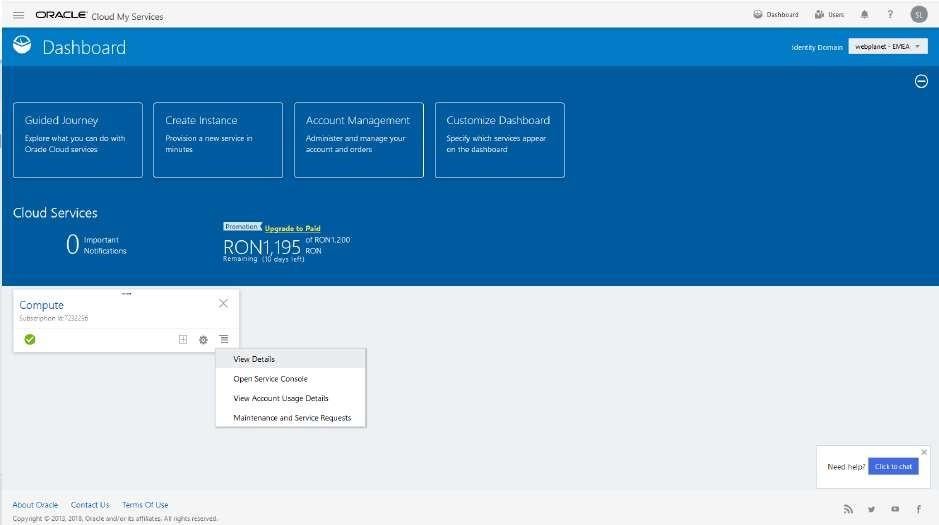 ORACLE Cloud My Services
Dashboard
Users
?
SL
Dashboard
Identity Domain
webplanet - EMEA
Guided Journey
Explore what you can do with
Oracle Cloud services
Create Instance
Provision a new service in
minutes
Account Management
Administer and manage your
account and orders
Customize Dashboard
Specify which services appear
on the dashboard
Cloud Services
0
Important
Notifications
Promotion
Upgrade to Paid
RON1,195
of RON1,200
RON
Remaining (10 days left)
Compute
Subscription Id:
View Details
Open Service Console
View Account Usage Details
Maintenance and Service Requests
Need help?
Click to chat
About Oracle
Contact Us
Terms Of Use
Copyright © 2013, 2018, Oracle and/or its affiliates. All rights reserved.